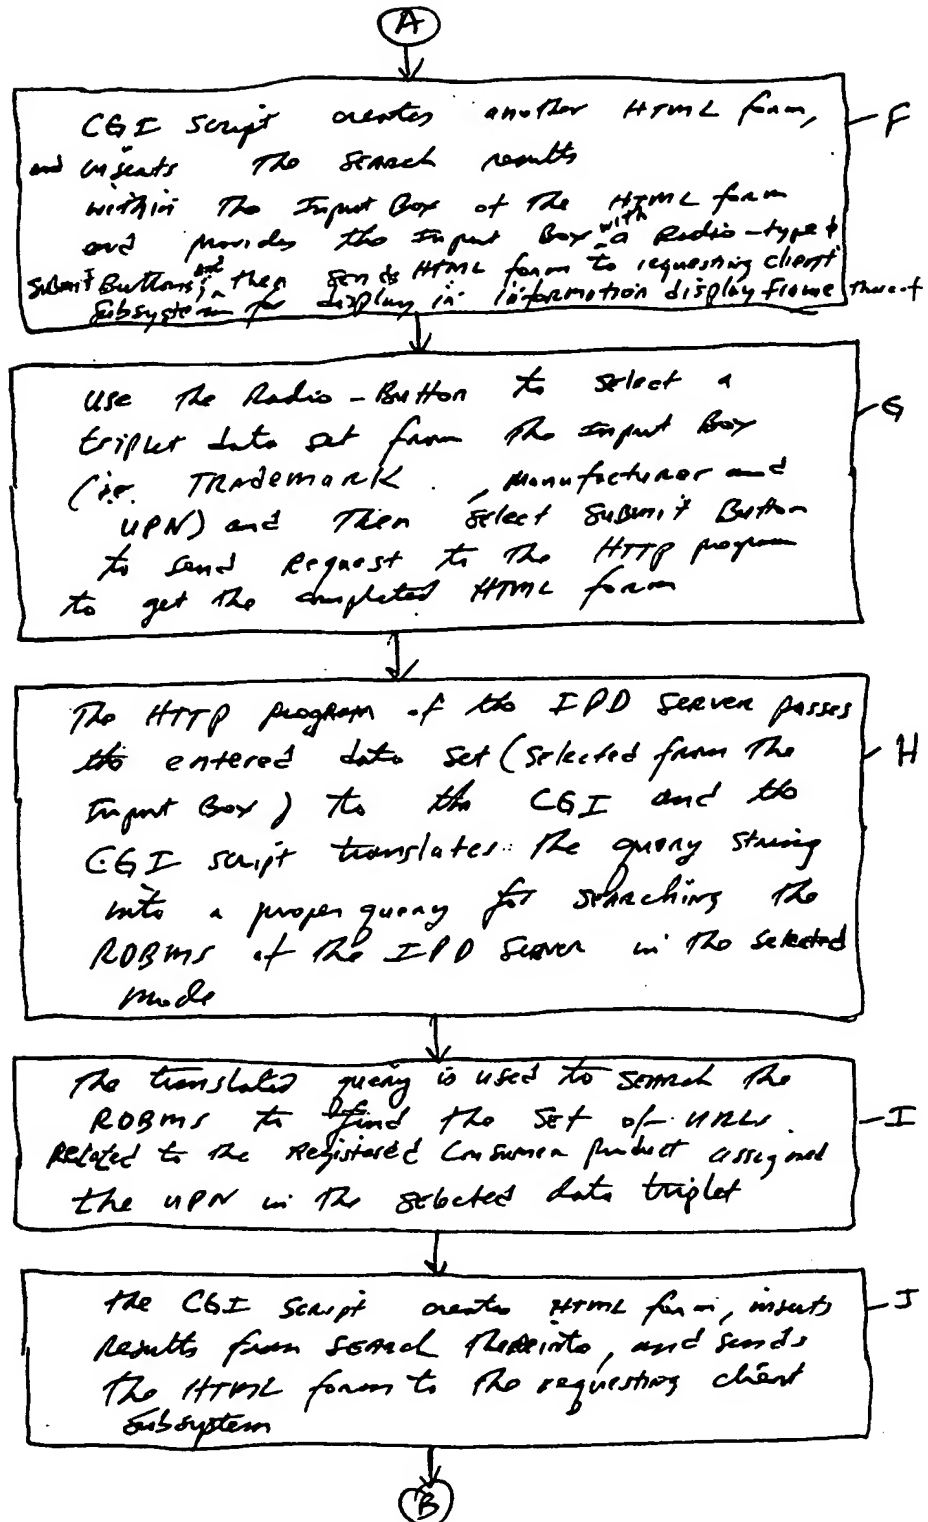 A
CGI Script creates another HTML form,
and inserts the SEARCH results
within The Input Box of The HTML form
and provides the Input Box with a Radio-type &
Submit Buttons, and then sends HTML form to requesting client
subsystem for display in information display frame thereof
F
Use The Radio-Button to select a
triplet data set from The Input Box
(i.e. TRademark, Manufacturer and
UPN) and Then select Submit Button
to send Request to The HTTP program
to get The completed HTML form
G
The HTTP program of the IPD Server passes
the entered data set (selected from The
Input Box) to the CGI and the
CGI script translates the query string
into a proper query for searching the
RDBMS of The IPD Server in The selected
mode
H
The translated query is used to SEARCH The
RDBMS to find the SET of URLs
Related to The Registered Consumer product assigned
the UPN in The selected data triplet
I
the CGI Script creates HTML form, inserts
Results from SEARCH thereinto, and sends
The HTML form to The requesting client
Subsystem
J
B